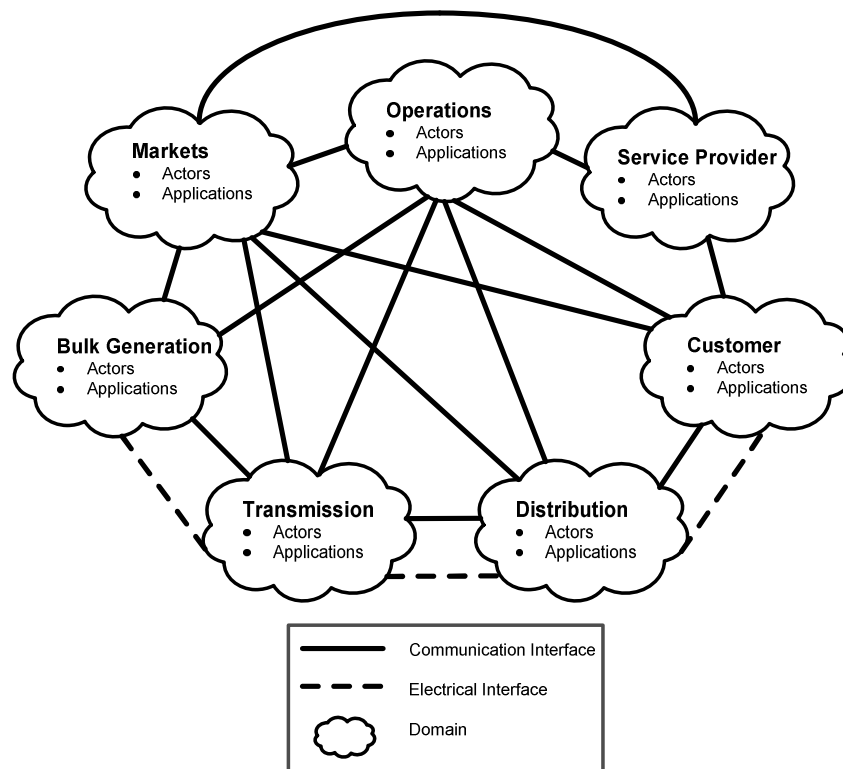 Operations
• Actors
• Applications
Markets
• Actors
• Applications
Service Provider
• Actors
• Applications
Bulk Generation
• Actors
• Applications
Customer
• Actors
• Applications
Transmission
• Actors
• Applications
Distribution
• Actors
• Applications
Communication Interface
Electrical Interface
Domain